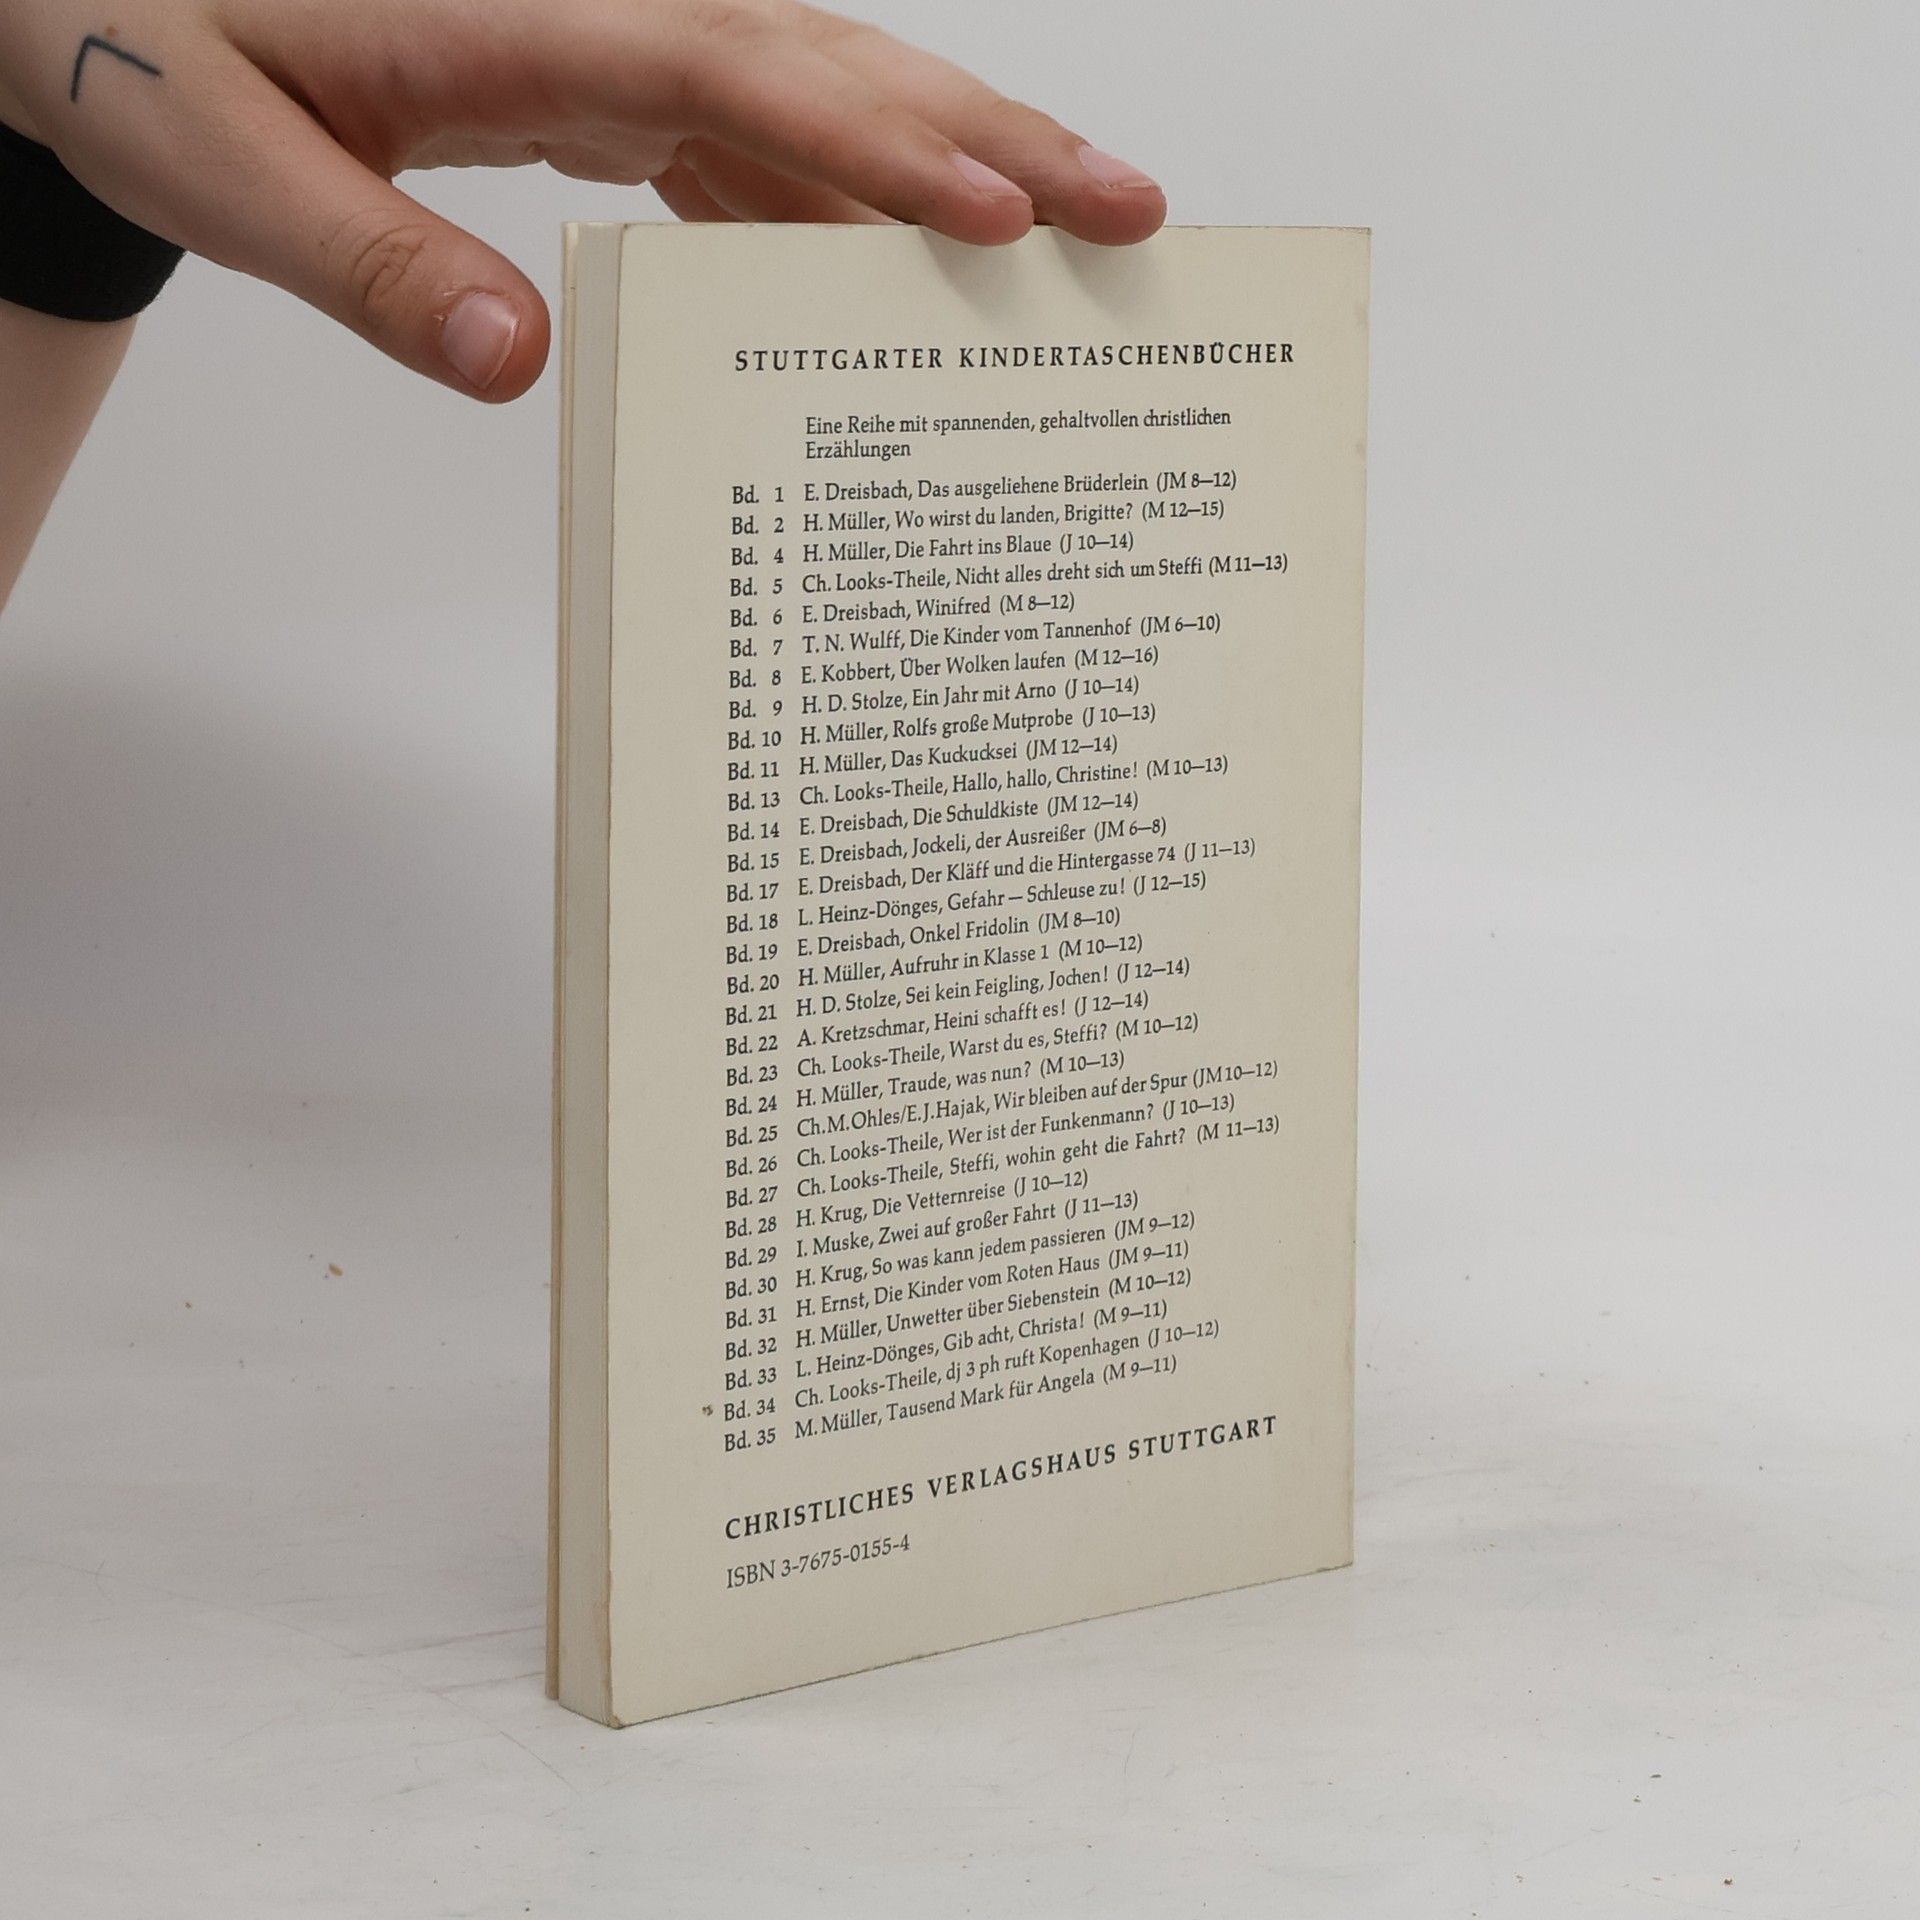 STUTTGARTER KINDERTASCHENBÜCHER
Eine Reihe mit spannenden, gehaltvollen christlichen
Erzählungen
Bd. 1 E. Dreisbach, Das ausgeliehene Brüderlein (JM 8—12)
Bd. 2 H. Müller, Wo wirst du landen, Brigitte? (M 12—15)
Bd. 4 H. Müller, Die Fahrt ins Blaue (J 10—14)
Bd. 5 Ch. Looks-Theile, Nicht alles dreht sich um Steffi (M 11—13)
Bd. 6 E. Dreisbach, Winifred (M 8—12)
Bd. 7 T. N. Wulff, Die Kinder vom Tannenhof (JM 6—10)
Bd. 8 E. Kobbert, Über Wolken laufen (M 12—16)
Bd. 9 H. D. Stolze, Ein Jahr mit Arno (J 10—14)
Bd. 10 H. Müller, Rolfs große Mutprobe (J 10—13)
Bd. 11 H. Müller, Das Kuckucksei (JM 12—14)
Bd. 13 Ch. Looks-Theile, Hallo, hallo, Christine! (M 10—13)
Bd. 14 E. Dreisbach, Die Schuldkiste (JM 12—14)
Bd. 15 E. Dreisbach, Jockeli, der Ausreißer (JM 6—8)
Bd. 17 E. Dreisbach, Der Kläff und die Hintergasse 74 (J 11—13)
Bd. 18 L. Heinz-Dönges, Gefahr — Schleuse zu! (J 12—15)
Bd. 19 E. Dreisbach, Onkel Fridolin (JM 8—10)
Bd. 20 H. Müller, Aufruhr in Klasse 1 (M 10—12)
Bd. 21 H. D. Stolze, Sei kein Feigling, Jochen! (J 12—14)
Bd. 22 A. Kretzschmar, Heini schafft es! (J 12—14)
Bd. 23 Ch. Looks-Theile, Warst du es, Steffi? (M 10—12)
Bd. 24 H. Müller, Traude, was nun? (M 10—13)
Bd. 25 Ch.M.Ohles/E.J.Hajak, Wir bleiben auf der Spur (JM 10—12)
Bd. 26 Ch. Looks-Theile, Wer ist der Funkenmann? (J 10—13)
Bd. 27 Ch. Looks-Theile, Steffi, wohin geht die Fahrt? (M 11—13)
Bd. 28 H. Krug, Die Vetternreise (J 10—12)
Bd. 29 I. Muske, Zwei auf großer Fahrt (J 11—13)
Bd. 30 H. Krug, So was kann jedem passieren (JM 9—12)
Bd. 31 H. Ernst, Die Kinder vom Roten Haus (JM 9—11)
Bd. 32 H. Müller, Unwetter über Siebenstein (M 10—12)
Bd. 33 L. Heinz-Dönges, Gib acht, Christa! (M 9—11)
Bd. 34 Ch. Looks-Theile, dj 3 ph ruft Kopenhagen (J 10—12)
Bd. 35 M. Müller, Tausend Mark für Angela (M 9—11)
CHRISTLICHES VERLAGSHAUS STUTTGART
ISBN 3-7675-0155-4